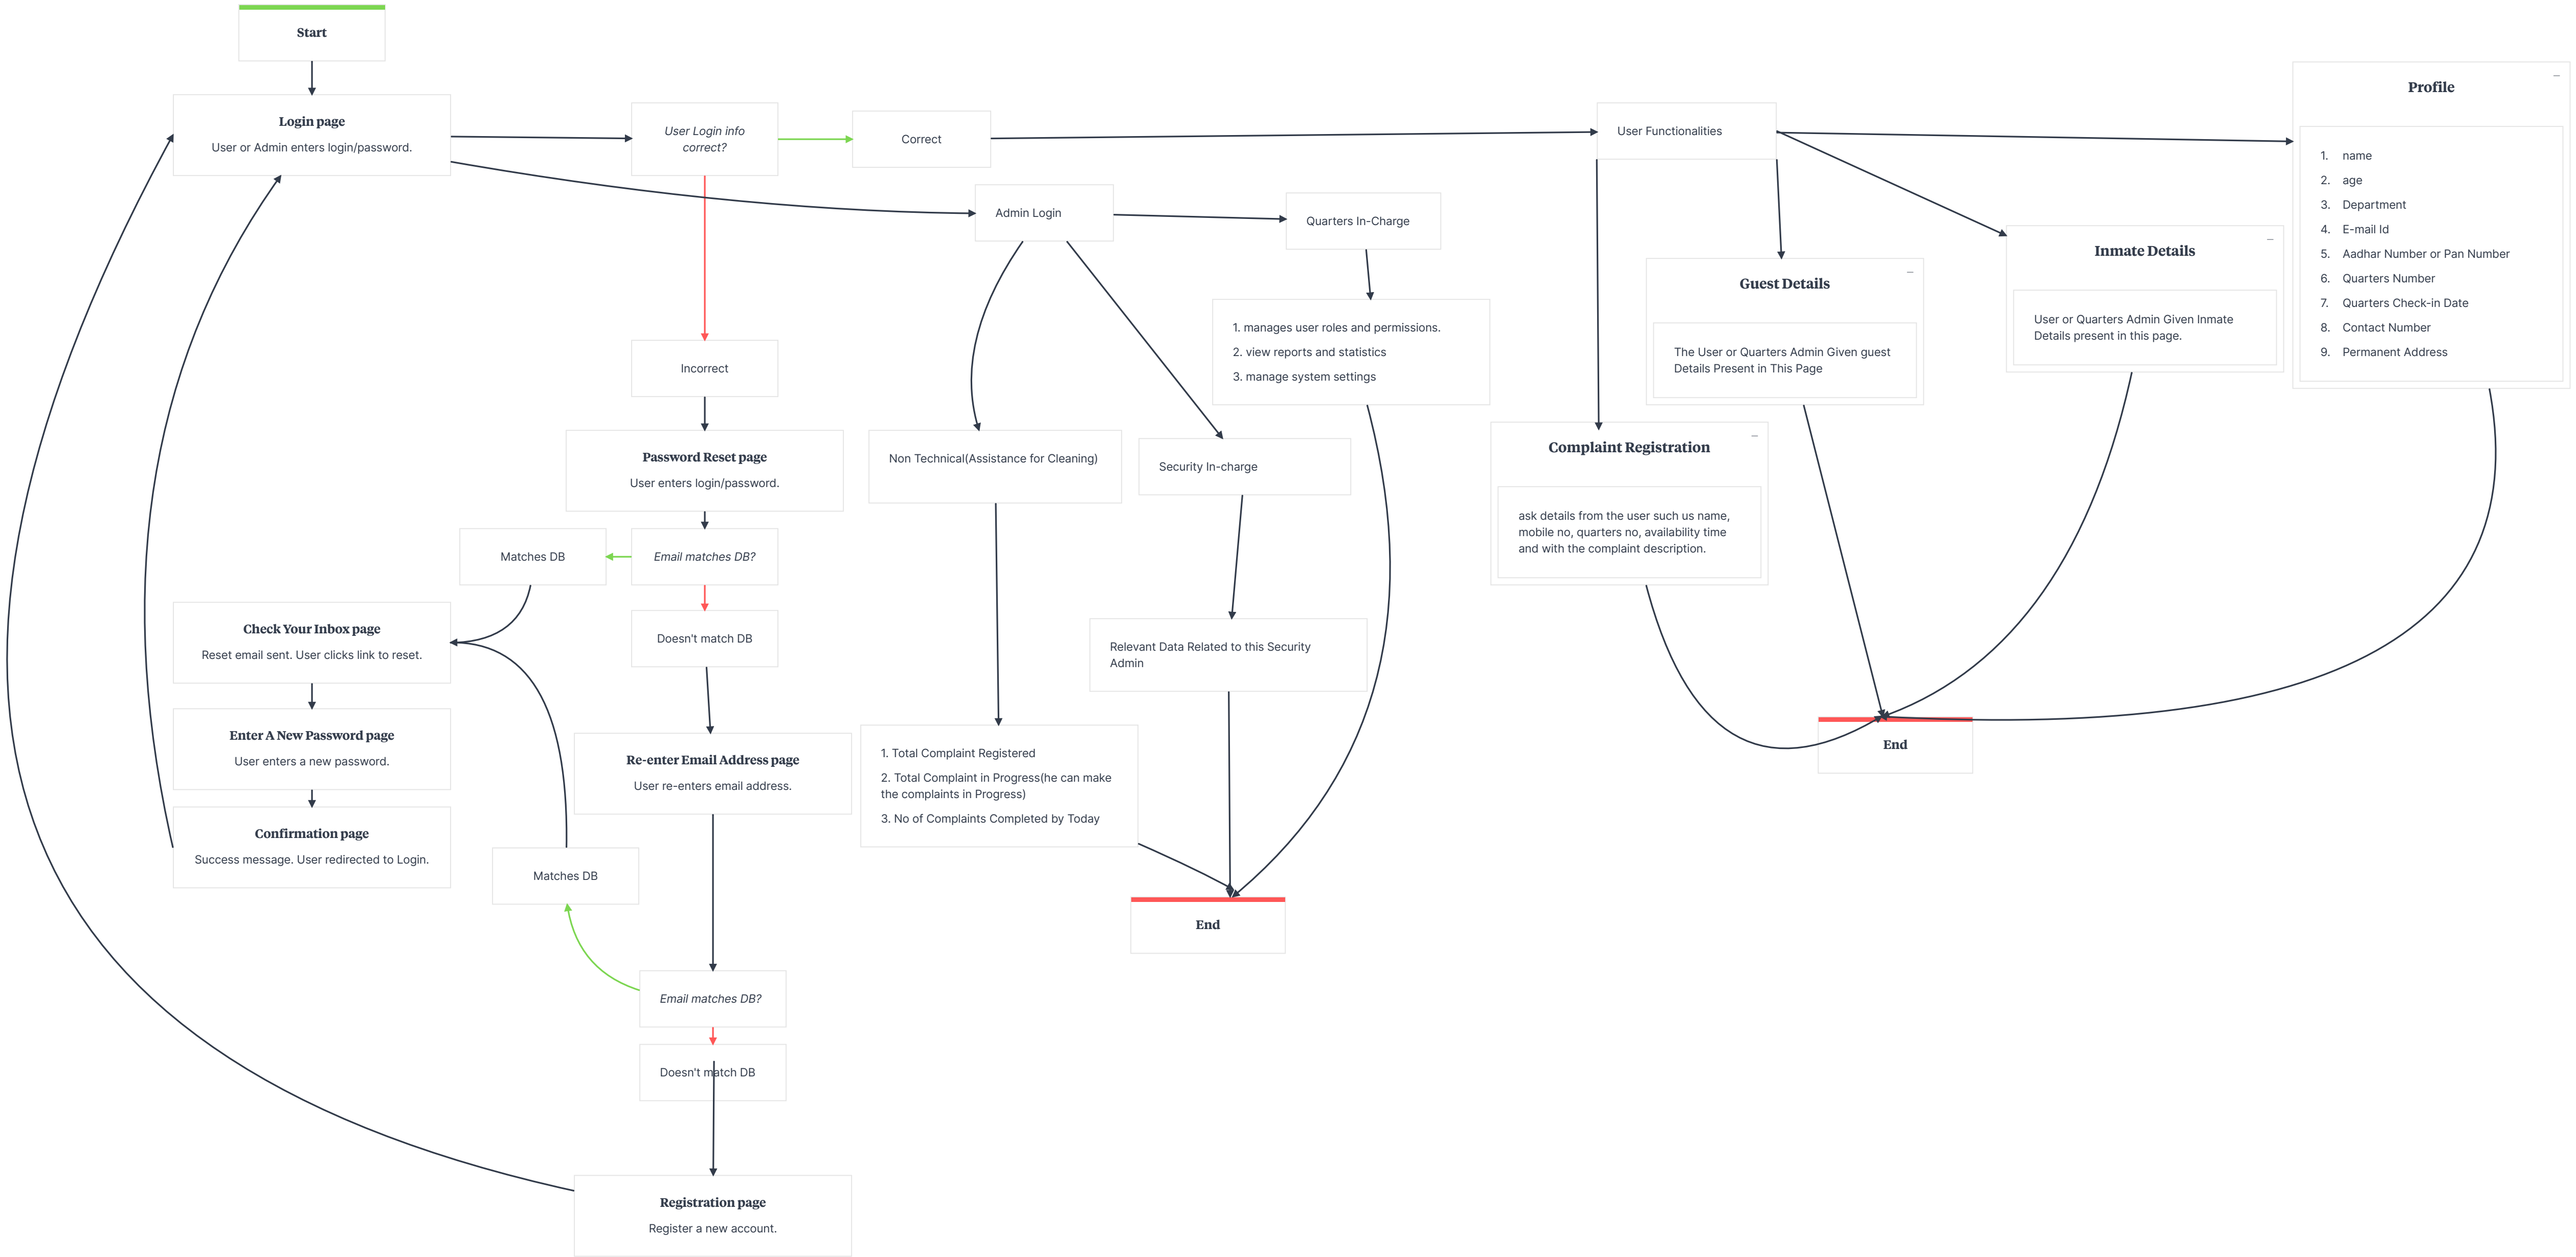 Start
Login page
User or Admin enters login/password.
User Login info
correct?
Correct
User Functionalities
Profile
1. name
2. age
3. Department
4. E-mail Id
5. Aadhar Number or Pan Number
6. Quarters Number
7. Quarters Check-in Date
8. Contact Number
9. Permanent Address
Admin Login
Quarters In-Charge
Inmate Details
User or Quarters Admin Given Inmate
Details present in this page.
Guest Details
The User or Quarters Admin Given guest
Details Present in This Page
1. manages user roles and permissions.
2. view reports and statistics
3. manage system settings
Incorrect
Password Reset page
User enters login/password.
Non Technical(Assistance for Cleaning)
Security In-charge
Complaint Registration
ask details from the user such us name,
mobile no, quarters no, availability time
and with the complaint description.
Matches DB
Email matches DB?
Doesn't match DB
Check Your Inbox page
Reset email sent. User clicks link to reset.
Relevant Data Related to this Security
Admin
Enter A New Password page
User enters a new password.
Re-enter Email Address page
User re-enters email address.
1. Total Complaint Registered
2. Total Complaint in Progress(he can make
the complaints in Progress)
3. No of Complaints Completed by Today
End
Confirmation page
Success message. User redirected to Login.
Matches DB
End
Email matches DB?
Doesn't match DB
Registration page
Register a new account.